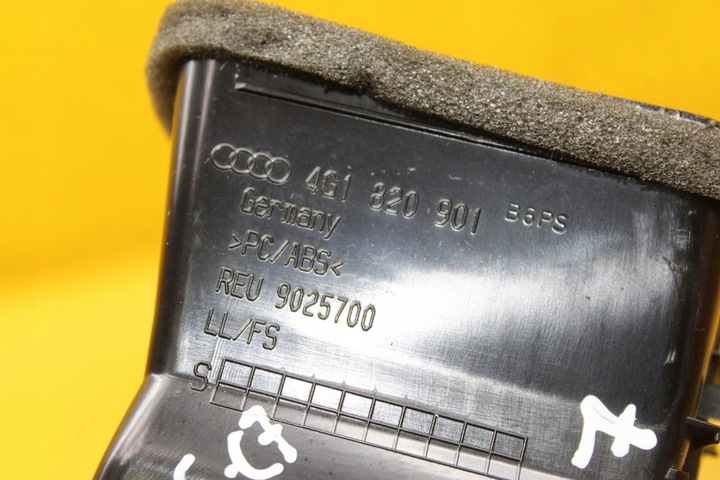 4G1 820 901 B6PS
Germany
>PC/ABS<
REU 9025700
LL/FS
S